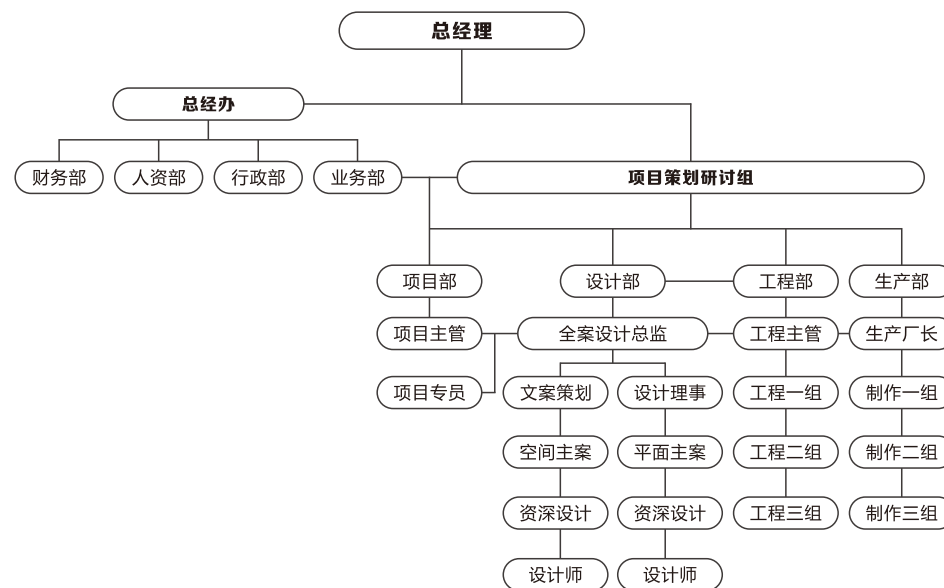 总经理
总经办
财务部 人资部 行政部 业务部 项目策划研讨组
项目部 设计部 工程部 生产部
项目主管 全案设计总监 工程主管 生产厂长
项目专员 文案策划 设计理事 工程一组 制作一组
空间主案 平面主案 工程二组 制作二组
资深设计 资深设计 工程三组 制作三组
设计师 设计师